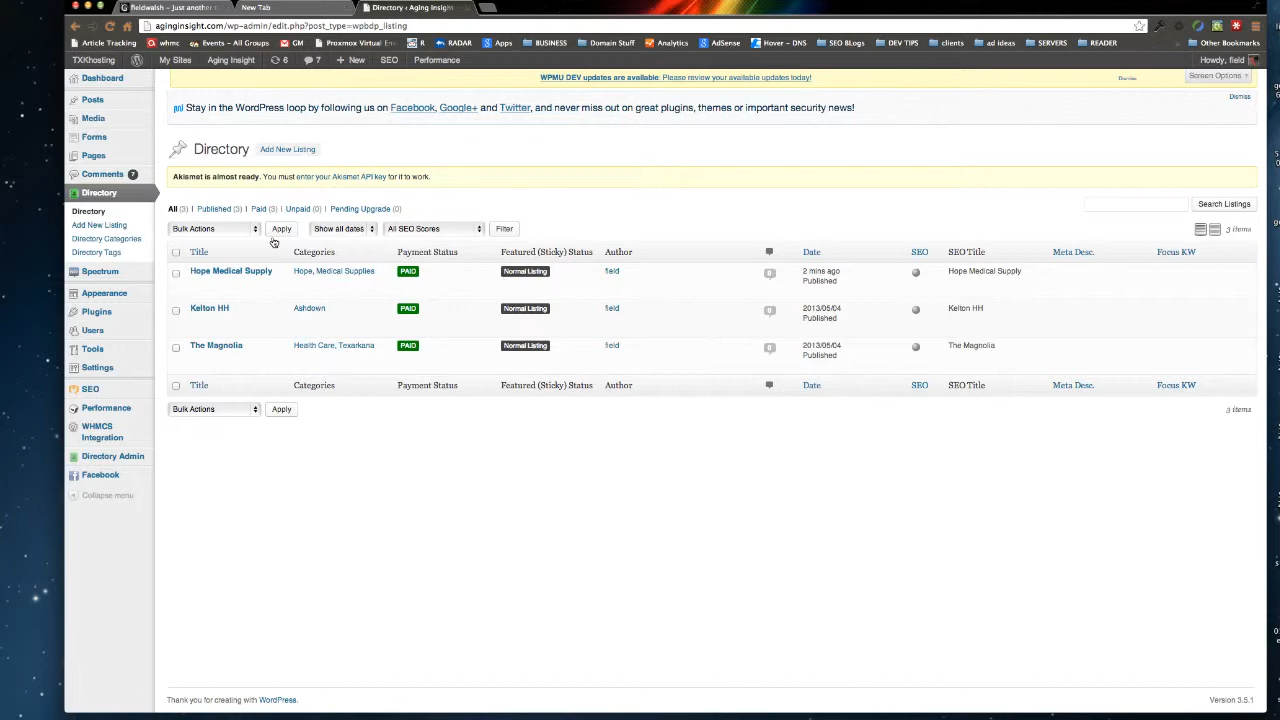 fieldwalsh – Just another
New Tab
Directory ‹ Aging Insight
aginginsight.com/wp-admin/edit.php?post_type=wpbdp_listing
Article Tracking
whmc
Events - All Groups
GM
Proxmox Virtual Env
R
RADAR
Apps
BUSINESS
Domain Stuff
Analytics
AdSense
Hover - DNS
SEO BLogs
DEV TIPS
clients
ad ideas
SERVERS
READER
Other Bookmarks
TXKhosting
My Sites
Aging Insight
6
7
New
SEO
Performance
Howdy, field
Dashboard
Posts
Media
Forms
Pages
Comments 7
Directory
Directory
Add New Listing
Directory Categories
Directory Tags
Spectrum
Appearance
Plugins
Users
Tools
Settings
SEO
Performance
WHMCS
Integration
Directory Admin
Facebook
Collapse menu
WPMU DEV updates are available: Please review your available updates today!
Dismiss
Screen Options
Stay in the WordPress loop by following us on Facebook, Google+ and Twitter, and never miss out on great plugins, themes or important security news!
Dismiss
Directory Add New Listing
Akismet is almost ready. You must enter your Akismet API key for it to work.
All (3) | Published (3) | Paid (3) | Unpaid (0) | Pending Upgrade (0)
Search Listings
Bulk Actions Apply Show all dates All SEO Scores Filter
3 items
Title Categories Payment Status Featured (Sticky) Status Author Date SEO SEO Title Meta Desc. Focus KW
Hope Medical Supply Hope, Medical Supplies PAID Normal Listing field 0 2 mins ago Hope Medical Supply
Published
Kelton HH Ashdown PAID Normal Listing field 0 2013/05/04 Kelton HH
Published
The Magnolia Health Care, Texarkana PAID Normal Listing field 0 2013/05/04 The Magnolia
Published
Title Categories Payment Status Featured (Sticky) Status Author Date SEO SEO Title Meta Desc. Focus KW
Bulk Actions Apply
3 items
Thank you for creating with WordPress.
Version 3.5.1